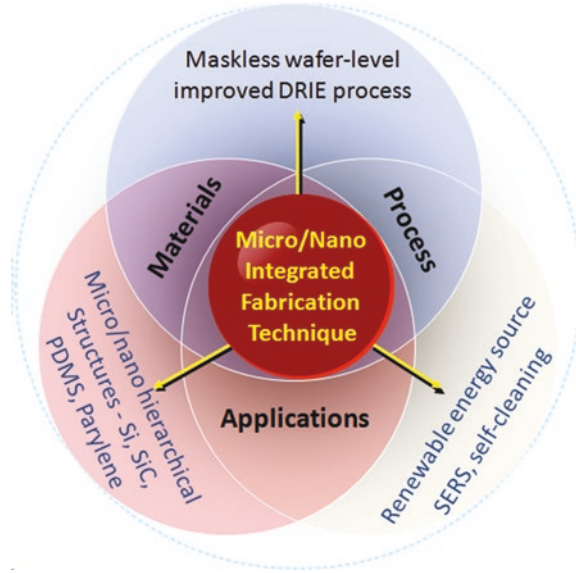 Maskless wafer-level
improved DRIE process
Materials
Process
Micro/Nano
Integrated
Fabrication
Technique
Micro/nano hierarchical
Structures - Si, SiC,
PDMS, Parylene
Applications
Renewable energy source
SERS, self-cleaning